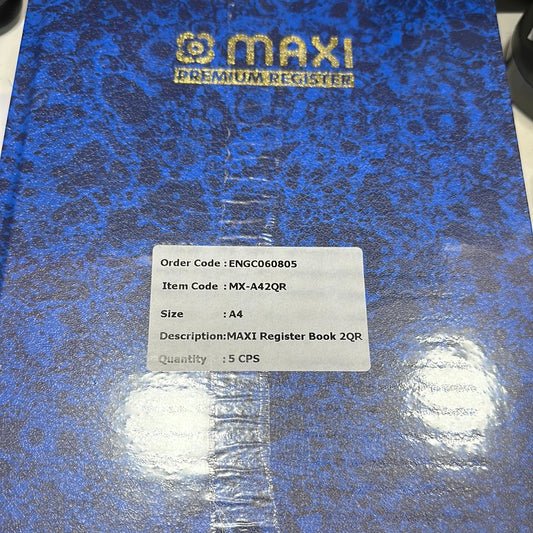 MAXI
PREMIUM REGISTER
Order Code : ENGC060805
Item Code : MX-A42QR
Size : A4
Description:MAXI Register Book 2QR
Quantity : 5 CPS